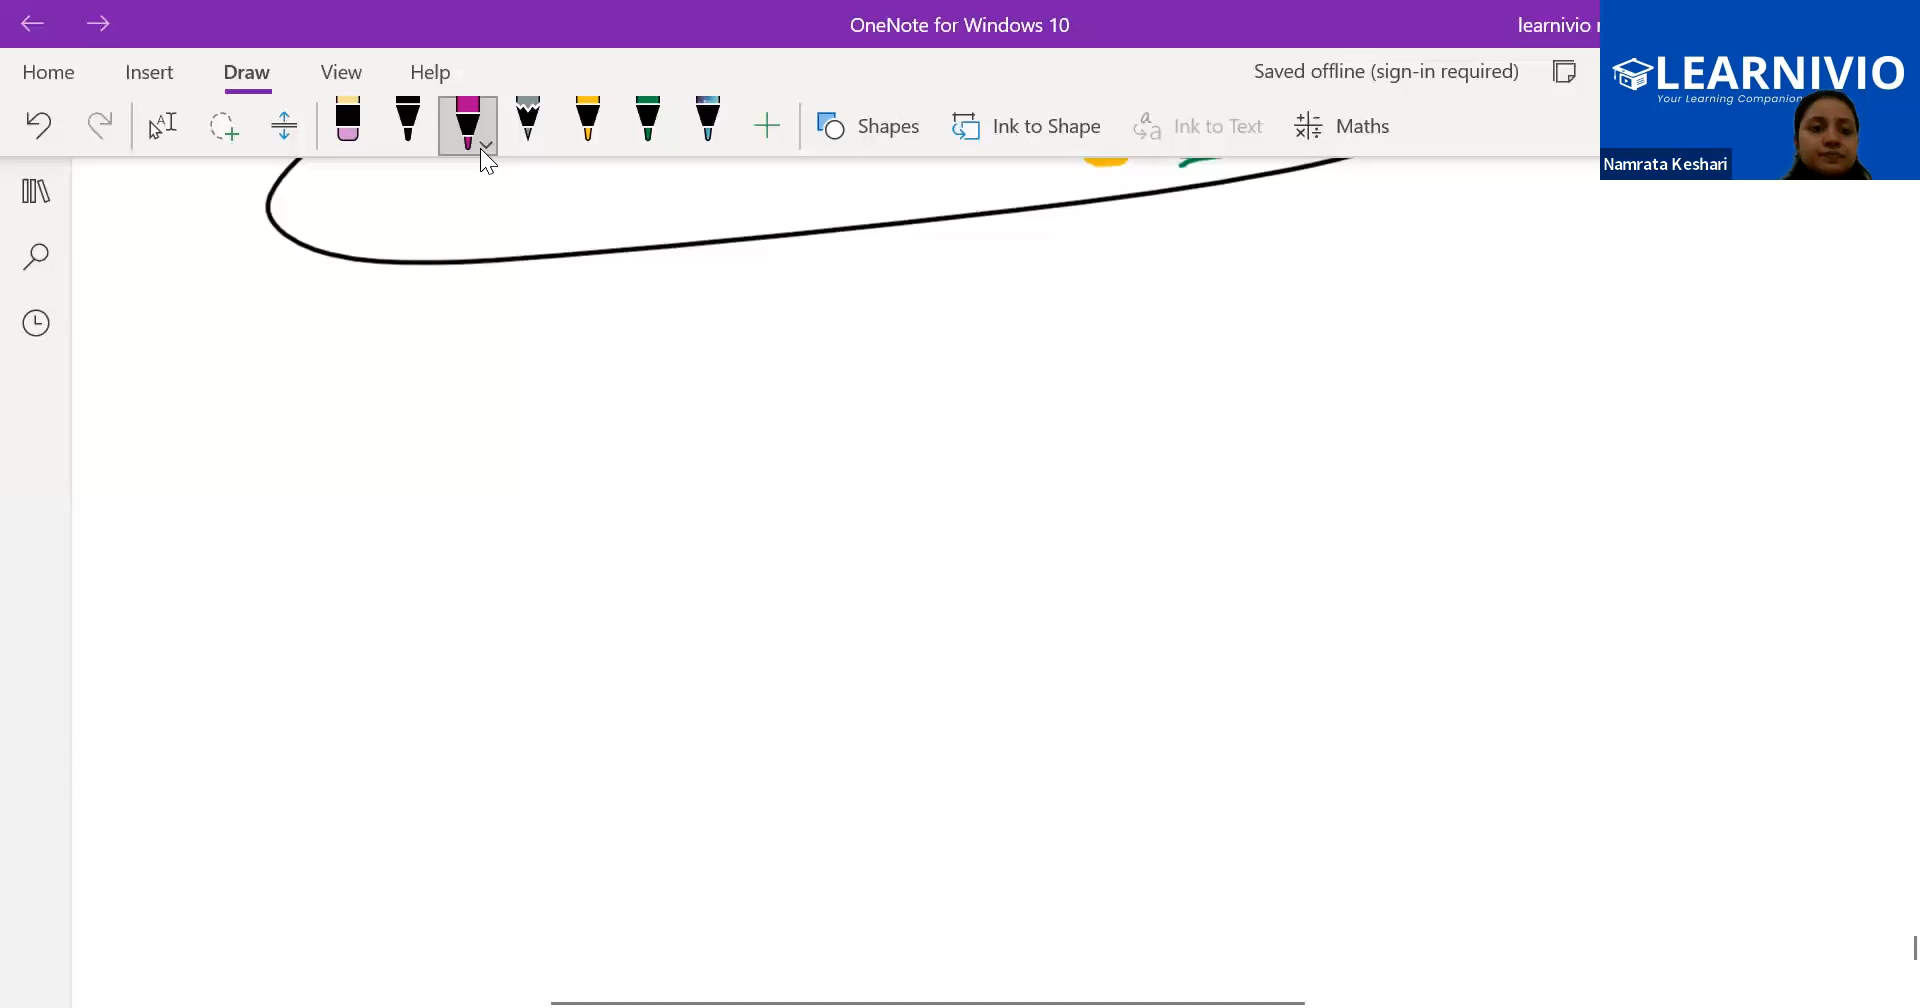 OneNote for Windows 10
learnivio
Home Insert Draw View Help
Saved offline (sign-in required)
Shapes
Ink to Shape
Ink to Text
Maths
LEARNIVIO
Your Learning Companion
Namrata Keshari